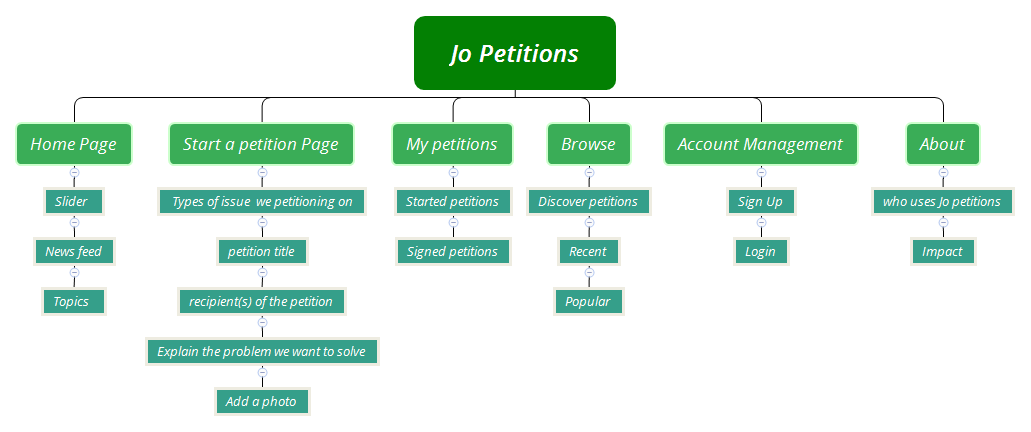 Jo Petitions
Home Page
Start a petition Page
My petitions
Browse
Account Management
About
Slider
Types of issue we petitioning on
Started petitions
Discover petitions
Sign Up
who uses Jo petitions
News feed
petition title
Signed petitions
Recent
Login
Impact
Topics
recipient(s) of the petition
Popular
Explain the problem we want to solve
Add a photo